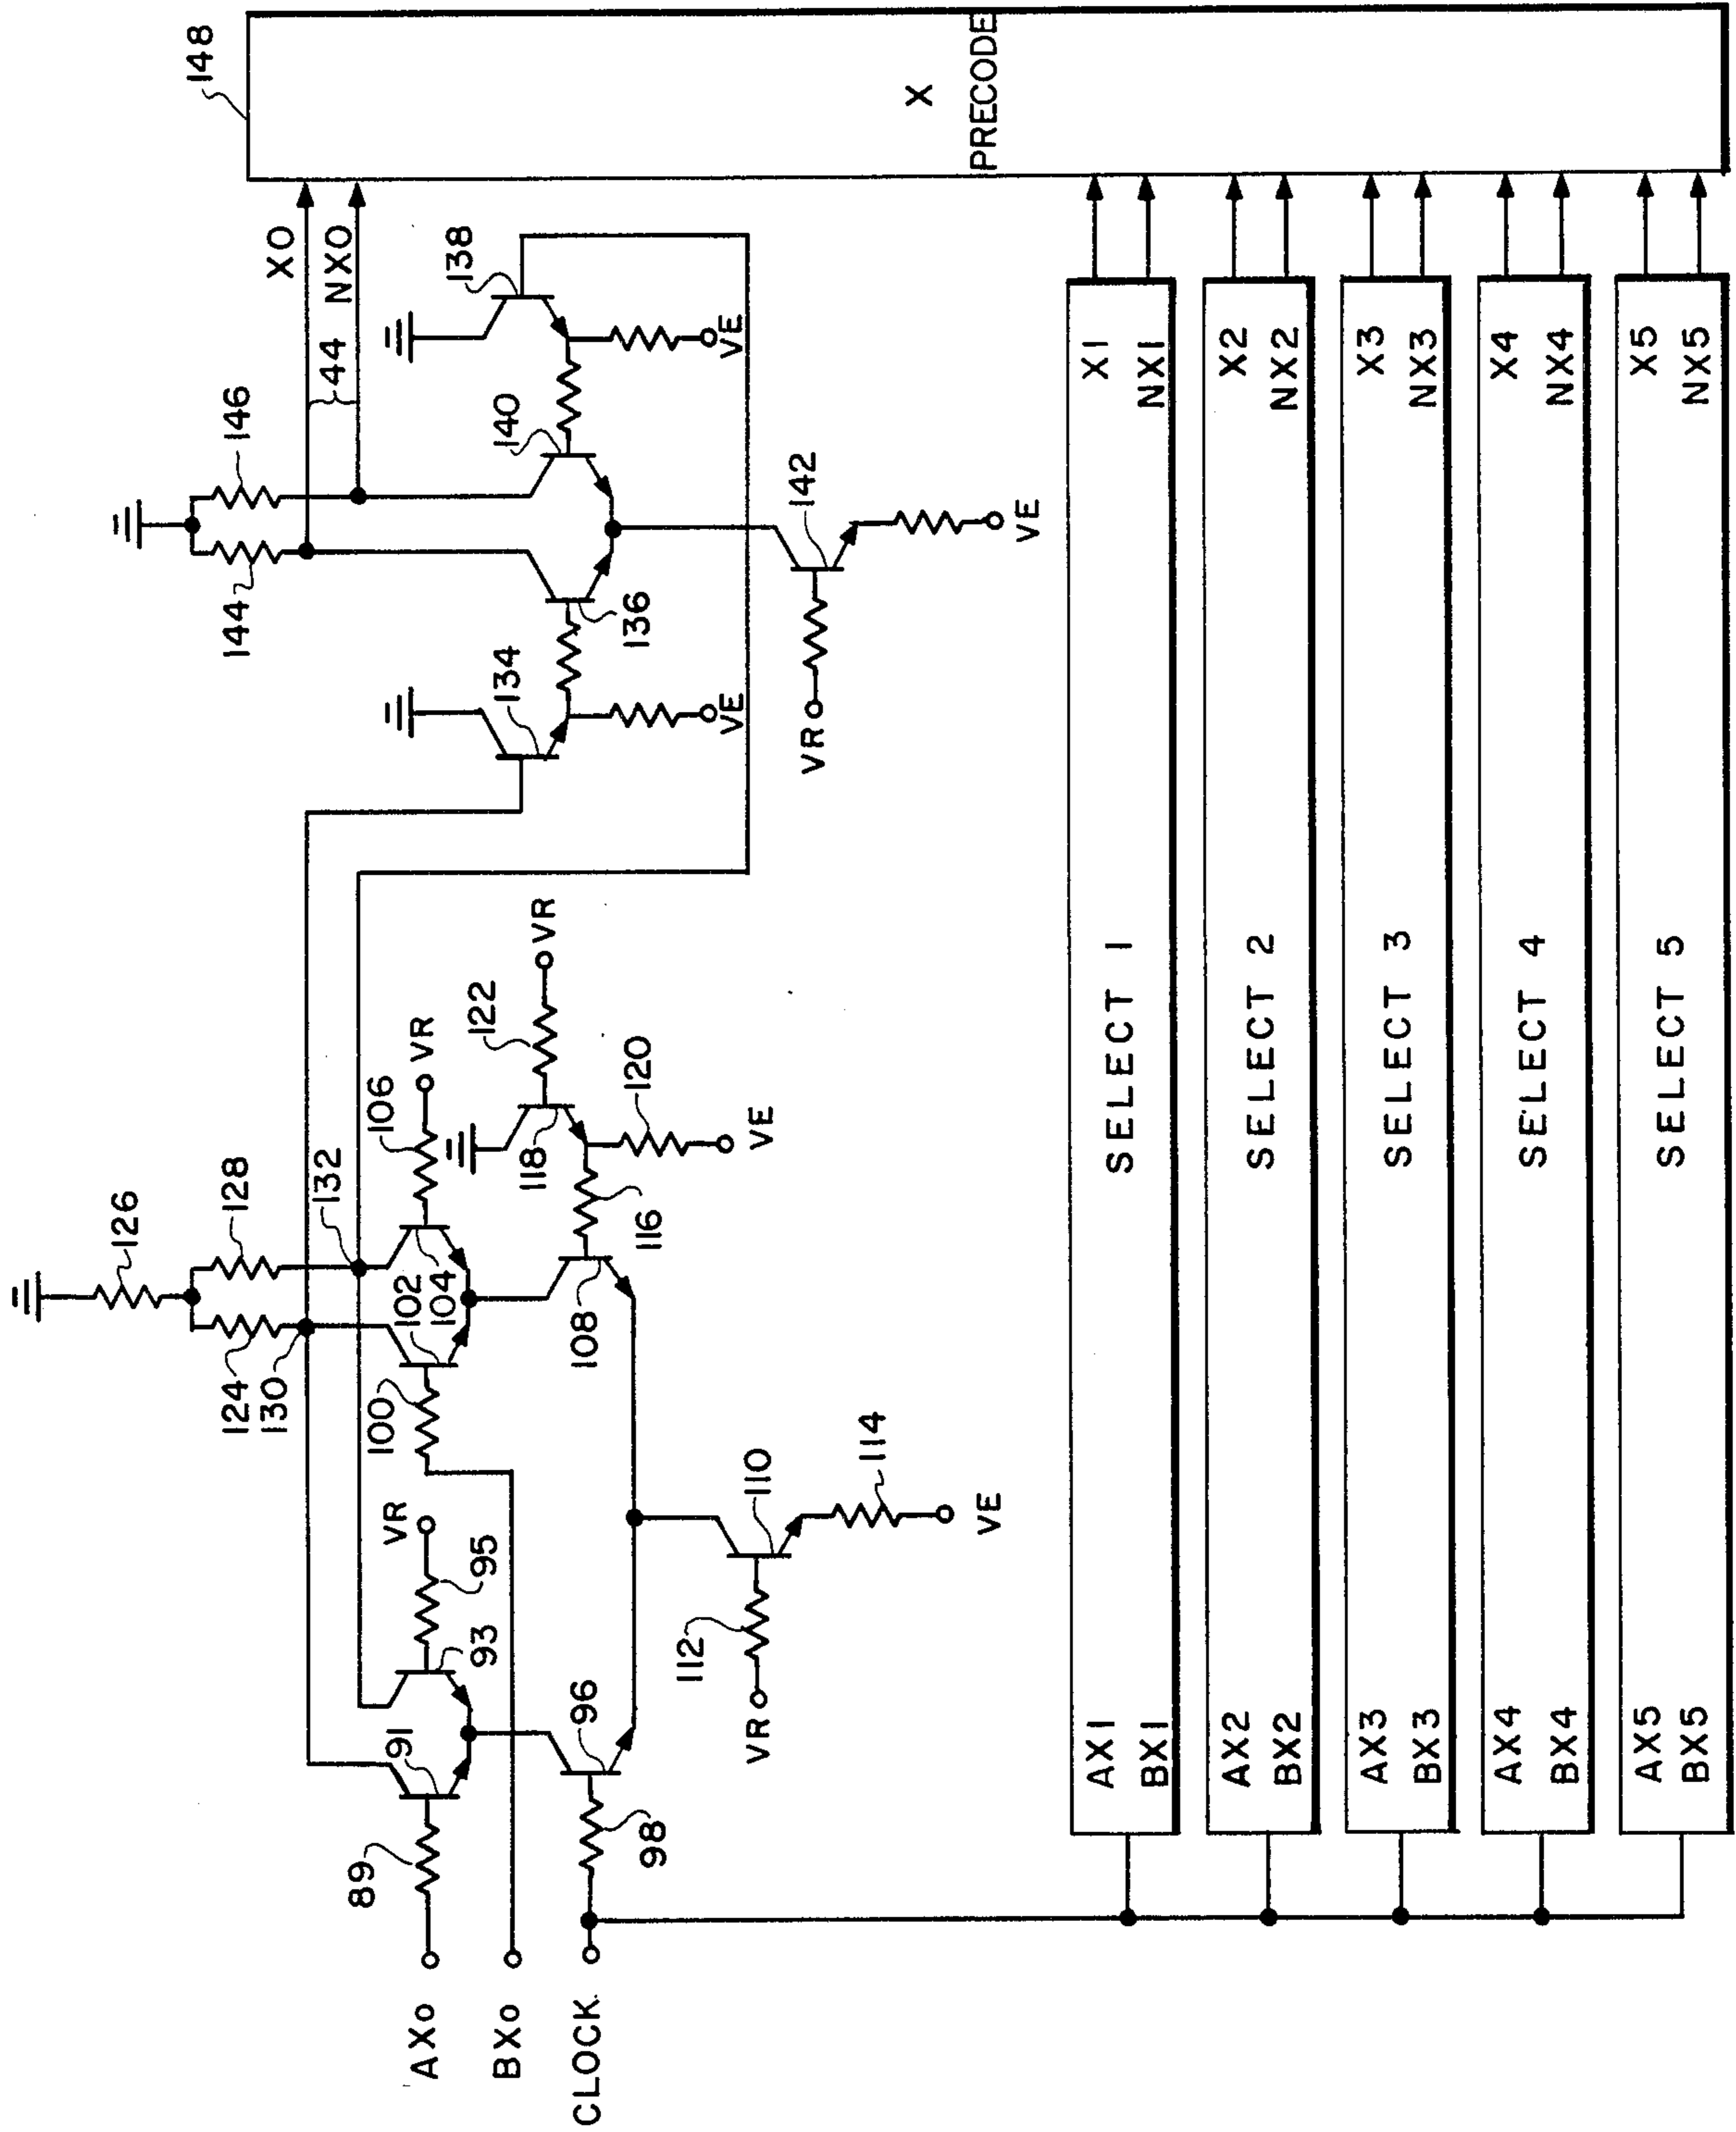 148
X PRECODE
X0
NX0
44
146
144
138
140
136
134
142
VE
VE
VE
VR
126
128
132
124
130
102
104
106
VR
100
VR
95
93
91
89
108
118
122
VR
116
120
VE
96
98
110
112
VR
114
VE
AX0
BX0
CLOCK
AX1
BX1
SELECT 1
X1
NX1
AX2
BX2
SELECT 2
X2
NX2
AX3
BX3
SELECT 3
X3
NX3
AX4
BX4
SELECT 4
X4
NX4
AX5
BX5
SELECT 5
X5
NX5